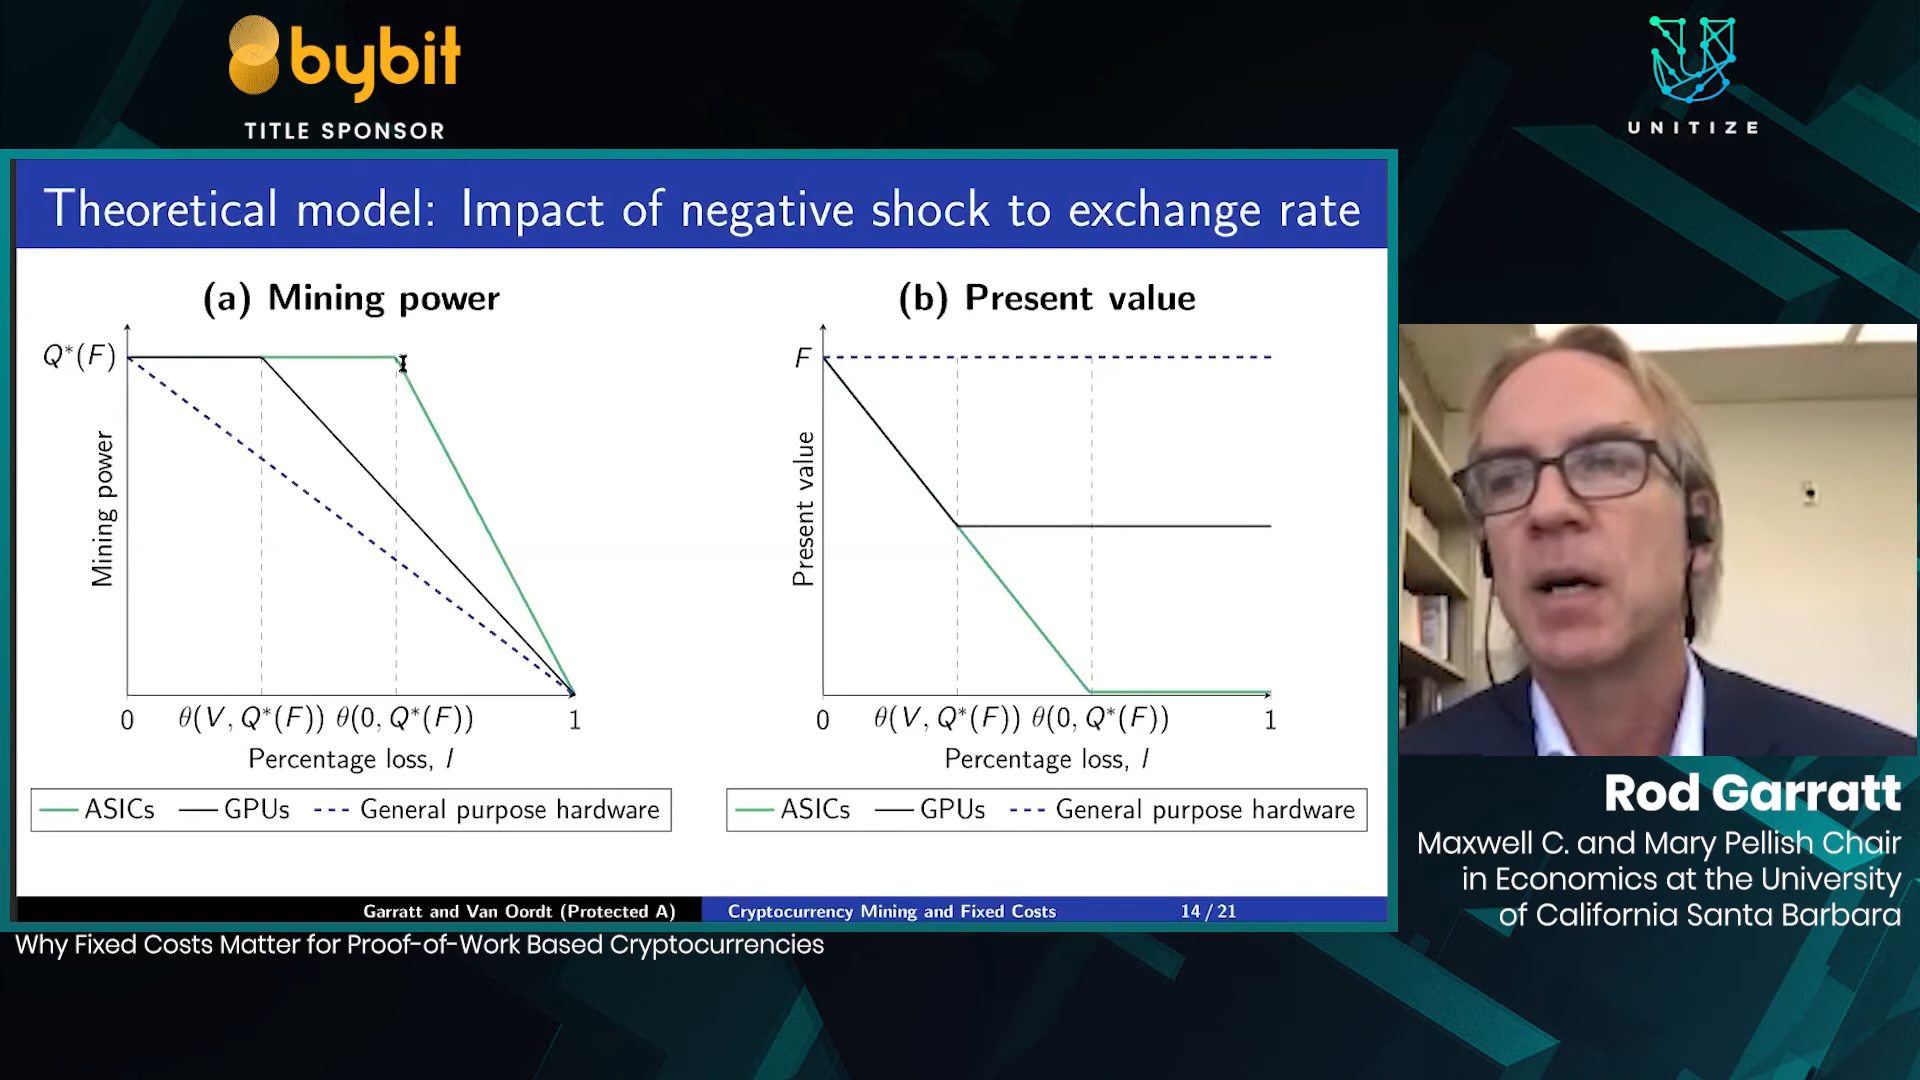 bybit
TITLE SPONSOR
UNITIZE
Theoretical model: Impact of negative shock to exchange rate
(a) Mining power
Q*(F)
Mining power
0 θ(V, Q*(F)) θ(0, Q*(F)) 1
Percentage loss, l
ASICs GPUs General purpose hardware
(b) Present value
F
Present value
0 θ(V, Q*(F)) θ(0, Q*(F)) 1
Percentage loss, l
ASICs GPUs General purpose hardware
Garratt and Van Oordt (Protected A) Cryptocurrency Mining and Fixed Costs 14 / 21
Why Fixed Costs Matter for Proof-of-Work Based Cryptocurrencies
Rod Garratt
Maxwell C. and Mary Pellish Chair
in Economics at the University
of California Santa Barbara